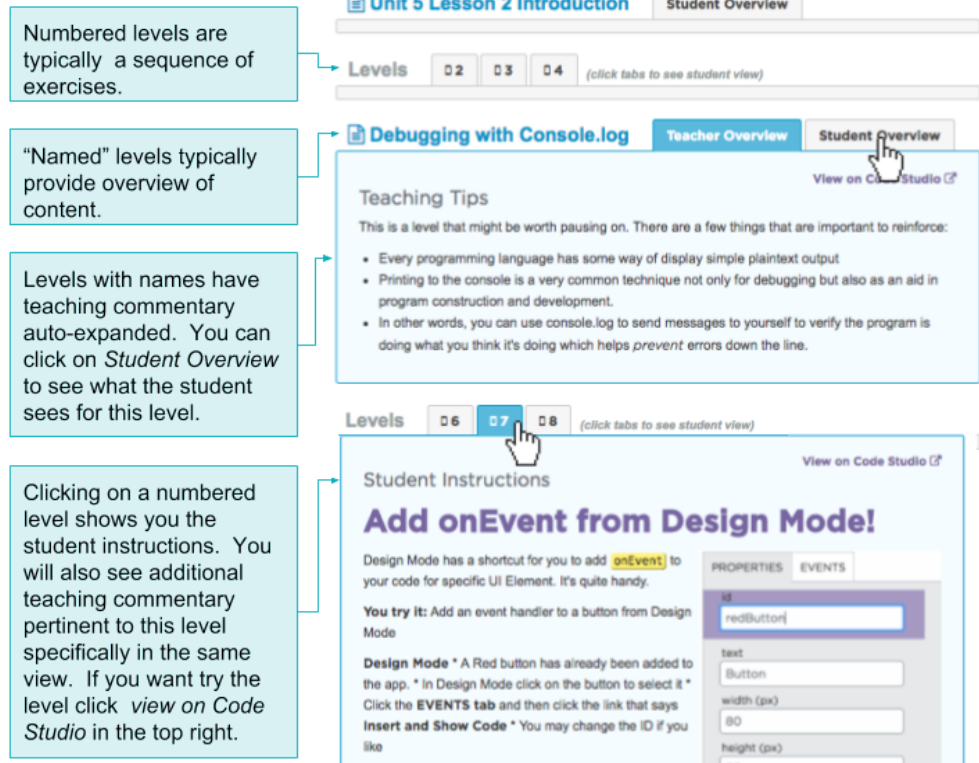 Numbered levels are
typically a sequence of
exercises.
“Named” levels typically
provide overview of
content.
Levels with names have
teaching commentary
auto-expanded. You can
click on Student Overview
to see what the student
sees for this level.
Clicking on a numbered
level shows you the
student instructions. You
will also see additional
teaching commentary
pertinent to this level
specifically in the same
view. If you want try the
level click view on Code
Studio in the top right.
Unit 5 Lesson 2 Introduction Student Overview
Levels 2 3 4 (click tabs to see student view)
Debugging with Console.log Teacher Overview Student Overview
View on Code Studio
Teaching Tips
This is a level that might be worth pausing on. There are a few things that are important to reinforce:
• Every programming language has some way of display simple plaintext output
• Printing to the console is a very common technique not only for debugging but also as an aid in
program construction and development.
• In other words, you can use console.log to send messages to yourself to verify the program is
doing what you think it's doing which helps prevent errors down the line.
Levels 6 7 8 (click tabs to see student view)
View on Code Studio
Student Instructions
Add onEvent from Design Mode!
Design Mode has a shortcut for you to add onEvent to
your code for specific UI Element. It's quite handy.
You try it: Add an event handler to a button from Design
Mode
Design Mode * A Red button has already been added to
the app. * In Design Mode click on the button to select it *
Click the EVENTS tab and then click the link that says
Insert and Show Code * You may change the ID if you
like
PROPERTIES EVENTS
id
redButton
text
Button
width (px)
80
height (px)